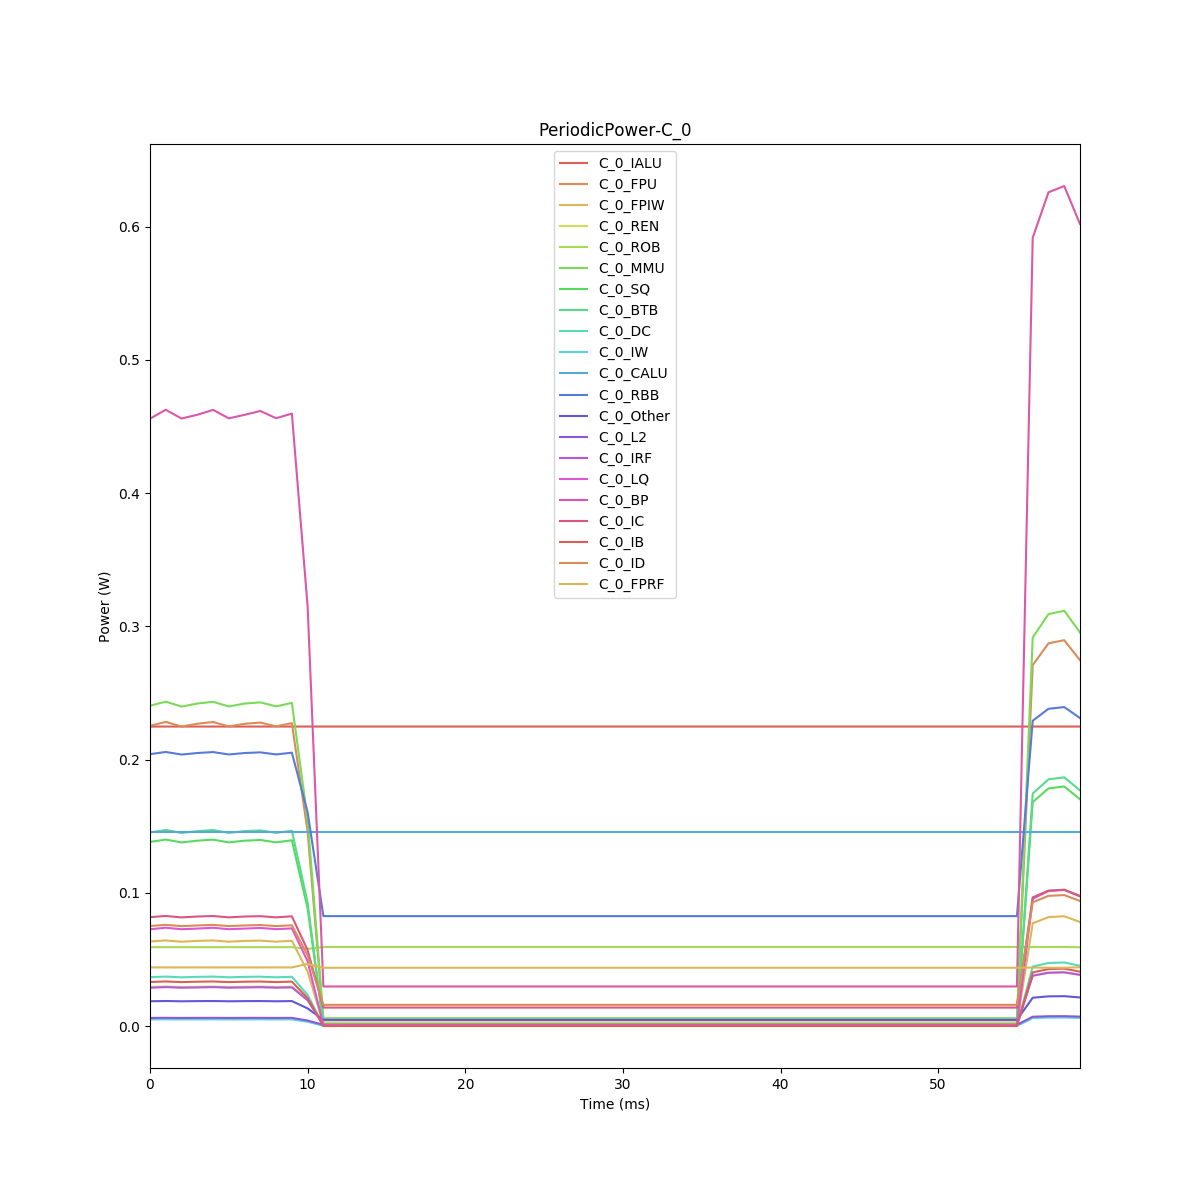 PeriodicPower-C_0
C_0_IALU
C_0_FPU
C_0_FPIW
C_0_REN
C_0_ROB
C_0_MMU
C_0_SQ
C_0_BTB
C_0_DC
C_0_IW
C_0_CALU
C_0_RBB
C_0_Other
C_0_L2
C_0_IRF
C_0_LQ
C_0_BP
C_0_IC
C_0_IB
C_0_ID
C_0_FPRF
Power (W)
0.6
0.5
0.4
0.3
0.2
0.1
0.0
0 10 20 30 40 50
Time (ms)